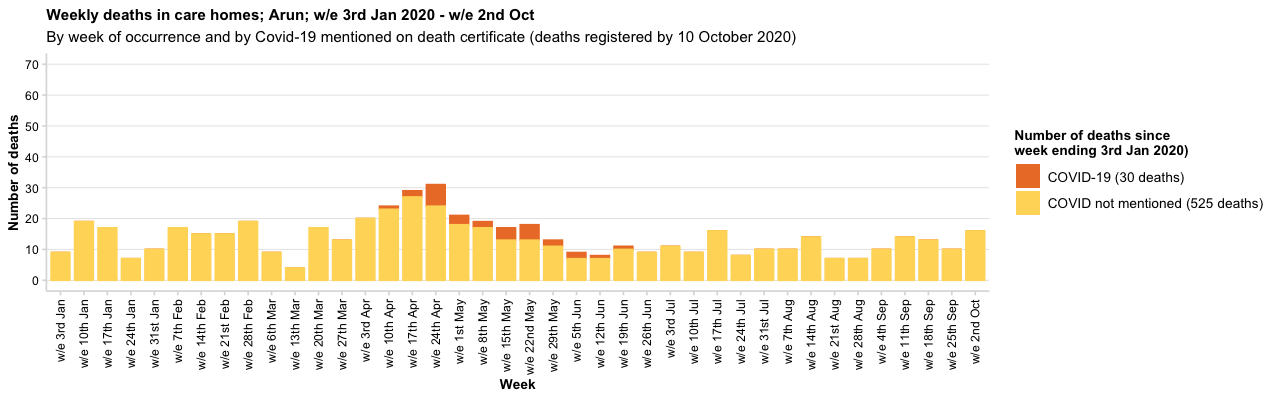 Weekly deaths in care homes; Arun; w/e 3rd Jan 2020 - w/e 2nd Oct
By week of occurrence and by Covid-19 mentioned on death certificate (deaths registered by 10 October 2020)
Number of deaths
70
60
50
40
30
20
10
0
w/e 3rd Jan
w/e 10th Jan
w/e 17th Jan
w/e 24th Jan
w/e 31st Jan
w/e 7th Feb
w/e 14th Feb
w/e 21st Feb
w/e 28th Feb
w/e 6th Mar
w/e 13th Mar
w/e 20th Mar
w/e 27th Mar
w/e 3rd Apr
w/e 10th Apr
w/e 17th Apr
w/e 24th Apr
w/e 1st May
w/e 8th May
w/e 15th May
w/e 22nd May
w/e 29th May
w/e 5th Jun
w/e 12th Jun
w/e 19th Jun
w/e 26th Jun
w/e 3rd Jul
w/e 10th Jul
w/e 17th Jul
w/e 24th Jul
w/e 31st Jul
w/e 7th Aug
w/e 14th Aug
w/e 21st Aug
w/e 28th Aug
w/e 4th Sep
w/e 11th Sep
w/e 18th Sep
w/e 25th Sep
w/e 2nd Oct
Week
Number of deaths since
week ending 3rd Jan 2020)
COVID-19 (30 deaths)
COVID not mentioned (525 deaths)